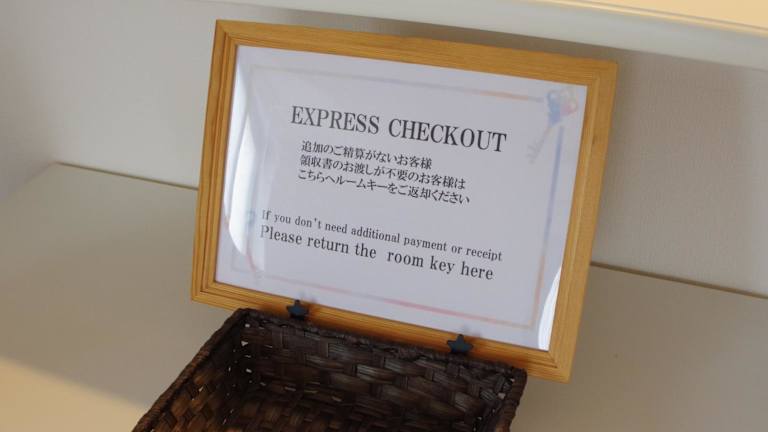 EXPRESS CHECKOUT
追加のご精算がないお客様
領収書のお渡しが不要のお客様は
こちらへルームキーをご返却ください
If you don't need additional payment or receipt
Please return the room key here